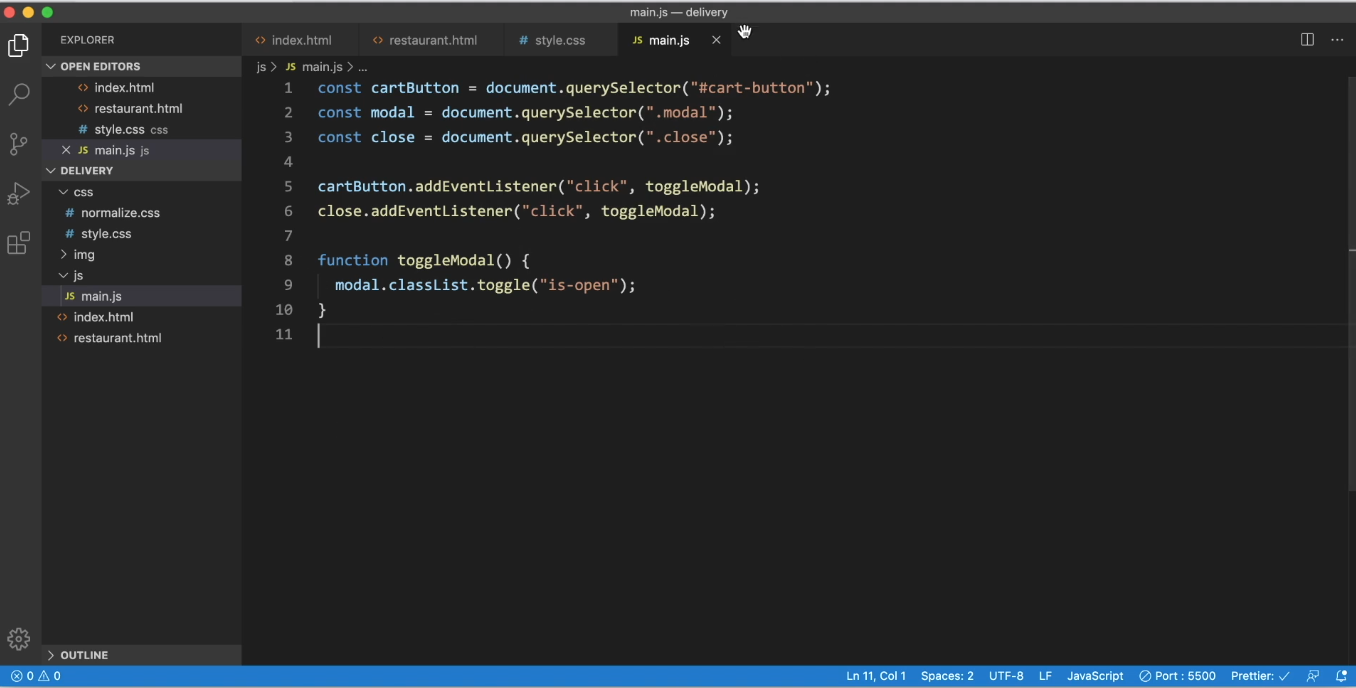 main.js — delivery
EXPLORER
OPEN EDITORS
index.html
restaurant.html
style.css css
JS main.js js
DELIVERY
css
# normalize.css
# style.css
img
js
JS main.js
index.html
restaurant.html
OUTLINE
<> index.html
<> restaurant.html
# style.css
JS main.js
js > JS main.js > ...
1 const cartButton = document.querySelector("#cart-button");
2 const modal = document.querySelector(".modal");
3 const close = document.querySelector(".close");
4
5 cartButton.addEventListener("click", toggleModal);
6 close.addEventListener("click", toggleModal);
7
8 function toggleModal() {
9 modal.classList.toggle("is-open");
10 }
11
0 0
Ln 11, Col 1 Spaces: 2 UTF-8 LF JavaScript Port : 5500 Prettier: ✓